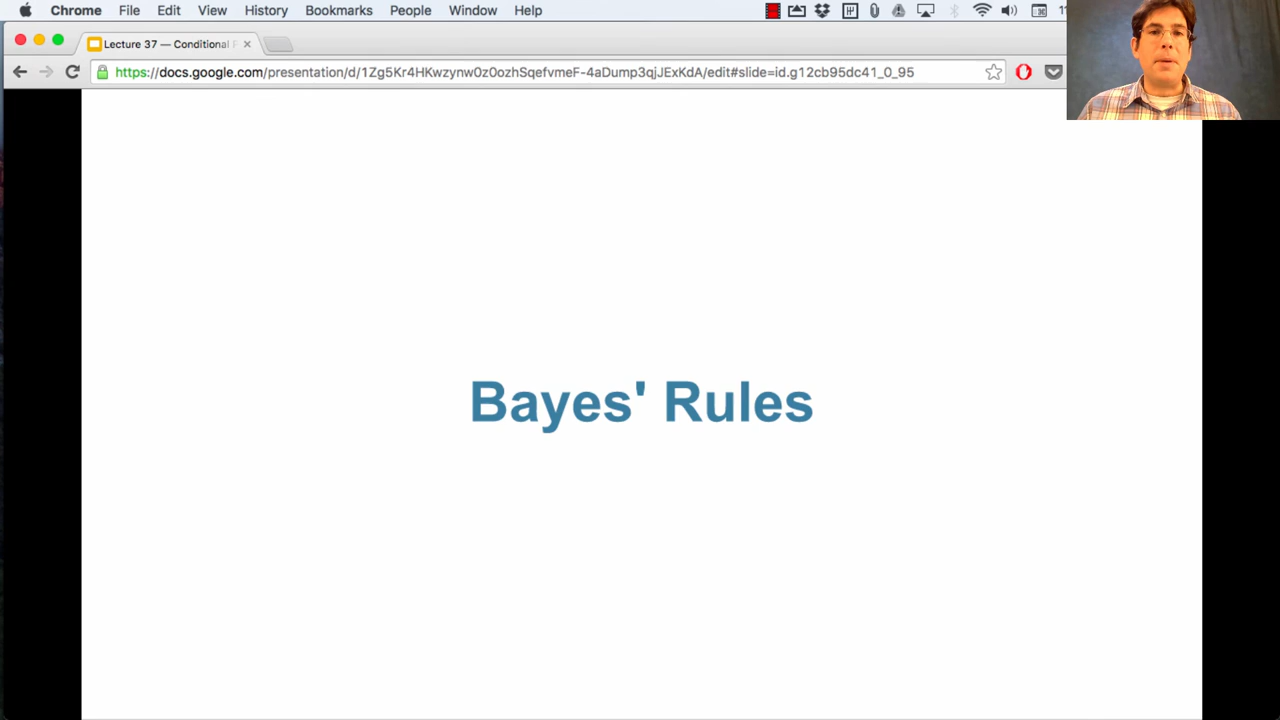 Chrome File Edit View History Bookmarks People Window Help
Lecture 37 — Conditional
https://docs.google.com/presentation/d/1Zg5Kr4HKwzynw0z0ozhSqefvmeF-4aDump3qjJExKdA/edit#slide=id.g12cb95dc41_0_95
Bayes' Rules